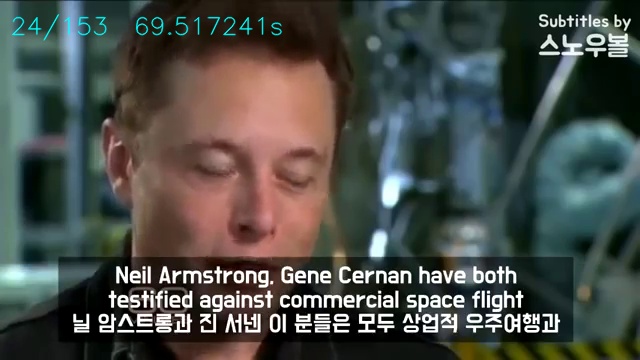 24/153 69.517241s
Subtitles by
스노우볼
Neil Armstrong, Gene Cernan have both
testified against commercial space flight
닐 암스트롱과 진 서넨 이 분들은 모두 상업적 우주여행과